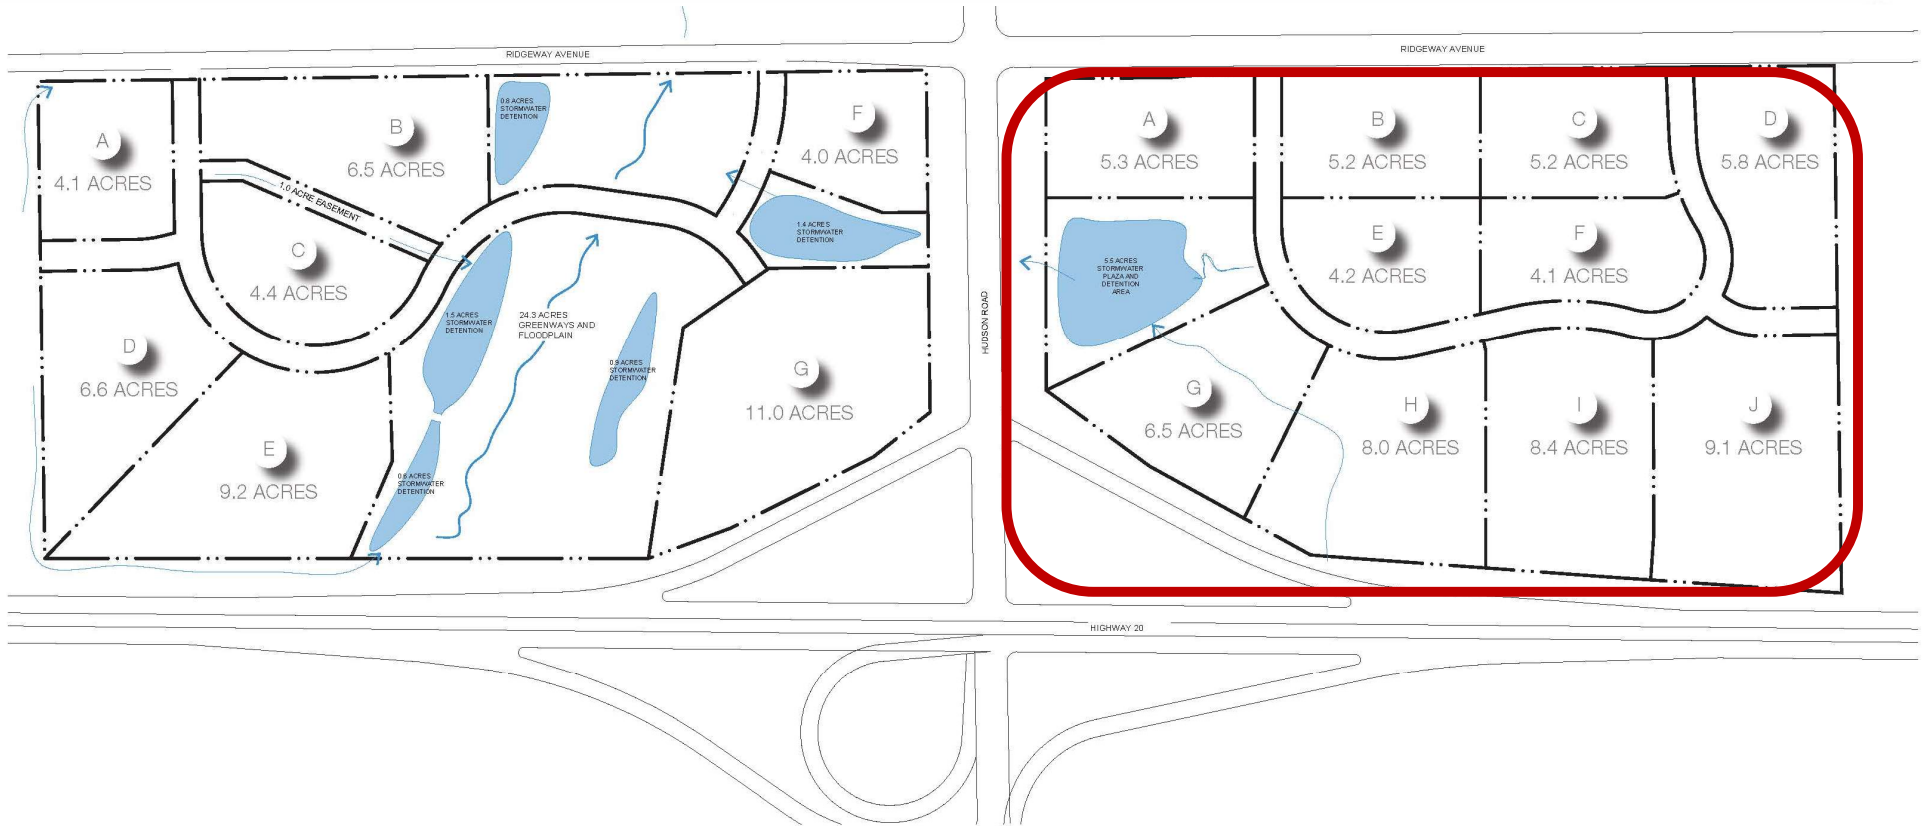 RIDGEWAY AVENUE
RIDGEWAY AVENUE
A
4.1 ACRES
B
6.5 ACRES
0.8 ACRES
STORMWATER
DETENTION
F
4.0 ACRES
1.0 ACRE EASEMENT
C
4.4 ACRES
1.4 ACRES
STORMWATER
DETENTION
1.5 ACRES
STORMWATER
DETENTION
24.3 ACRES
GREENWAYS AND
FLOODPLAIN
0.9 ACRES
STORMWATER
DETENTION
D
6.6 ACRES
G
11.0 ACRES
E
9.2 ACRES
0.6 ACRES
STORMWATER
DETENTION
HUDSON ROAD
A
5.3 ACRES
B
5.2 ACRES
C
5.2 ACRES
D
5.8 ACRES
5.5 ACRES
STORMWATER
PLAZA AND
DETENTION
AREA
E
4.2 ACRES
F
4.1 ACRES
G
6.5 ACRES
H
8.0 ACRES
I
8.4 ACRES
J
9.1 ACRES
HIGHWAY 20